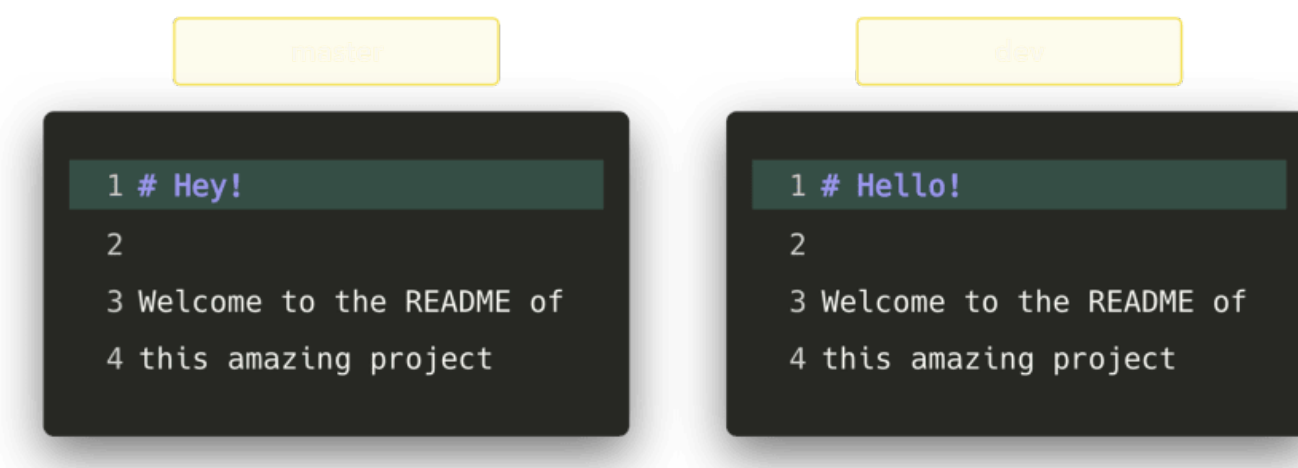 master
dev
1 # Hey!
2
3 Welcome to the README of
4 this amazing project
1 # Hello!
2
3 Welcome to the README of
4 this amazing project